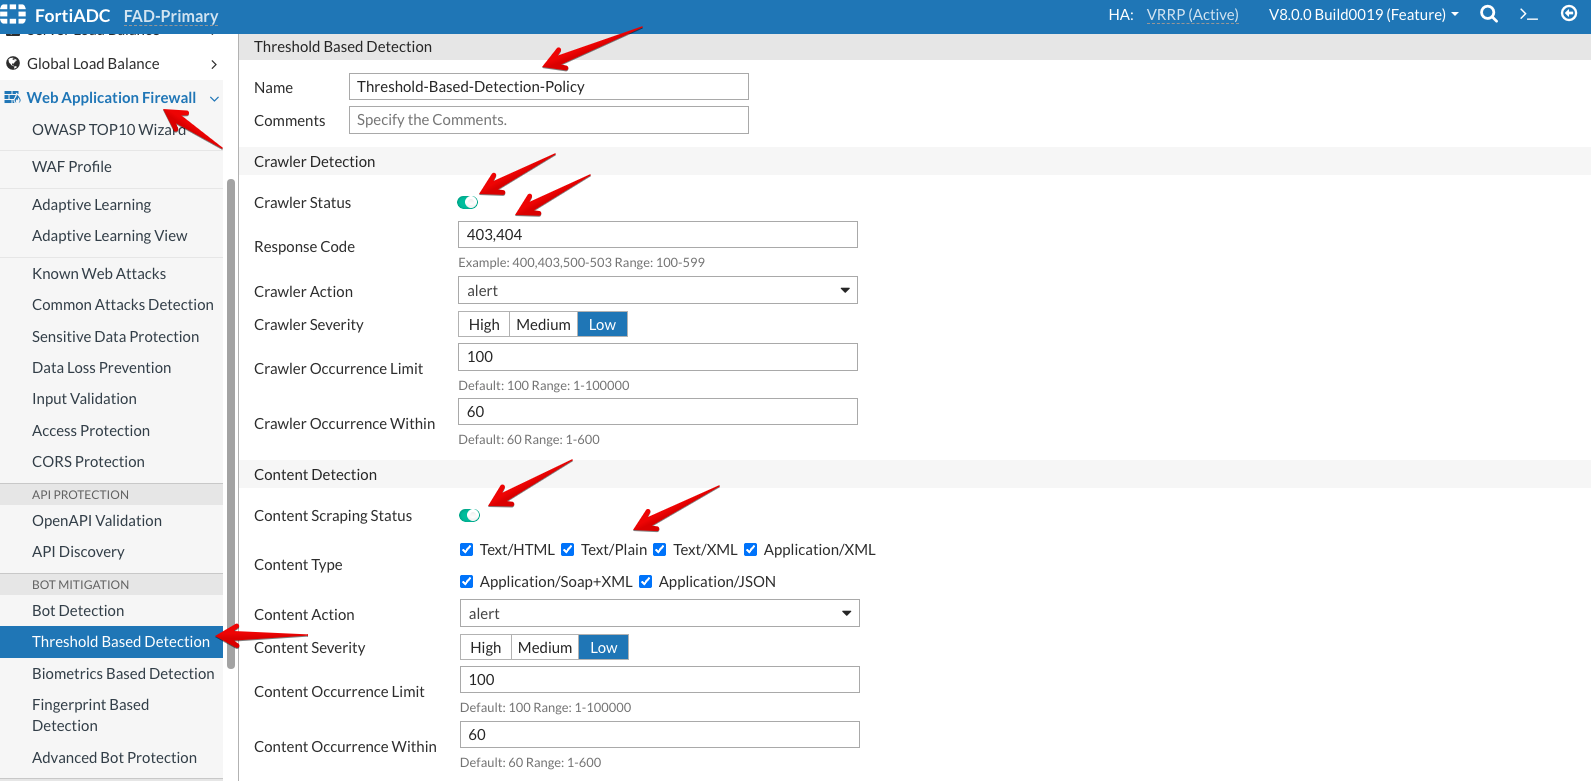 FortiADC FAD-Primary HA: VRRP (Active) V8.0.0 Build0019 (Feature)
Server Load Balance
Global Load Balance
Web Application Firewall
OWASP TOP10 Wizard
WAF Profile
Adaptive Learning
Adaptive Learning View
Known Web Attacks
Common Attacks Detection
Sensitive Data Protection
Data Loss Prevention
Input Validation
Access Protection
CORS Protection
API PROTECTION
OpenAPI Validation
API Discovery
BOT MITIGATION
Bot Detection
Threshold Based Detection
Biometrics Based Detection
Fingerprint Based
Detection
Advanced Bot Protection
Threshold Based Detection
Name Threshold-Based-Detection-Policy
Comments Specify the Comments.
Crawler Detection
Crawler Status
Response Code 403,404
Example: 400,403,500-503 Range: 100-599
Crawler Action alert
Crawler Severity High Medium Low
Crawler Occurrence Limit 100
Default: 100 Range: 1-100000
Crawler Occurrence Within 60
Default: 60 Range: 1-600
Content Detection
Content Scraping Status
Content Type Text/HTML Text/Plain Text/XML Application/XML
Application/Soap+XML Application/JSON
Content Action alert
Content Severity High Medium Low
Content Occurrence Limit 100
Default: 100 Range: 1-100000
Content Occurrence Within 60
Default: 60 Range: 1-600